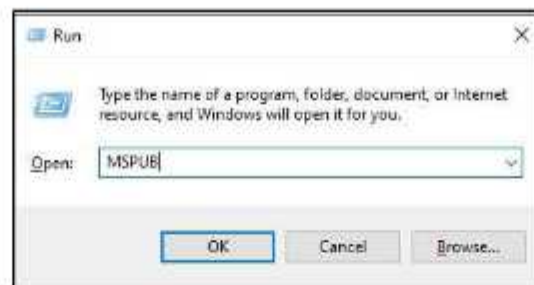 Run
Type the name of a program, folder, document, or Internet
resource, and Windows will open it for you.
Open: MSPUB
OK Cancel Browse...